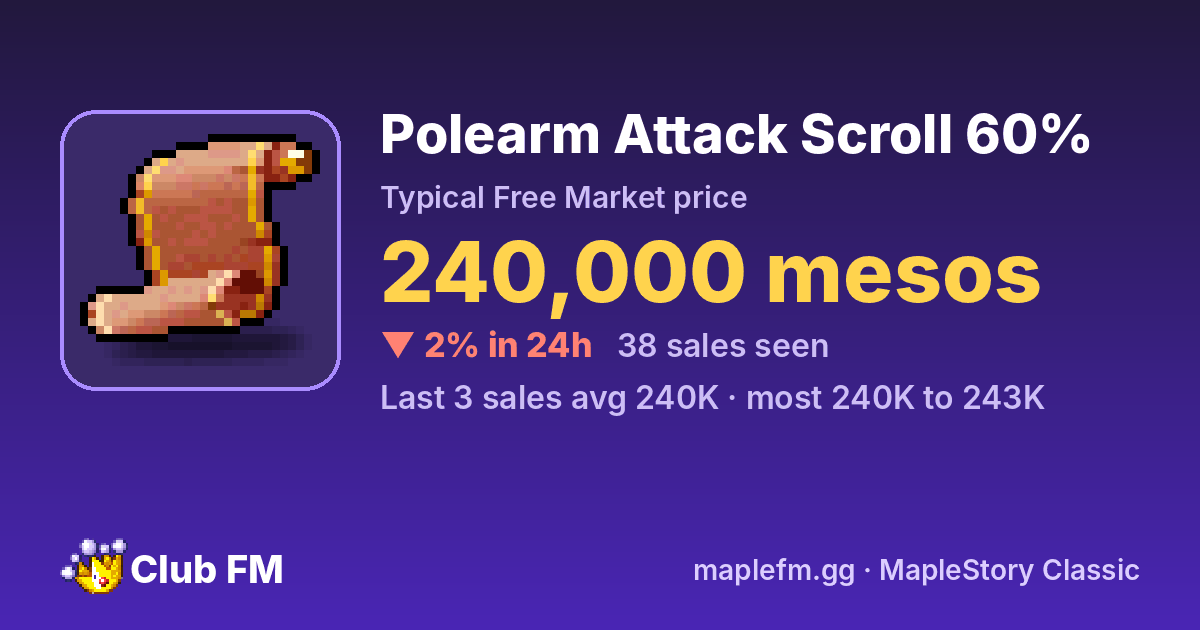 Polearm Attack Scroll 60%
Typical Free Market price
240,000 mesos
▼ 2% in 24h 38 sales seen
Last 3 sales avg 240K · most 240K to 243K
Club FM
maplefm.gg · MapleStory Classic